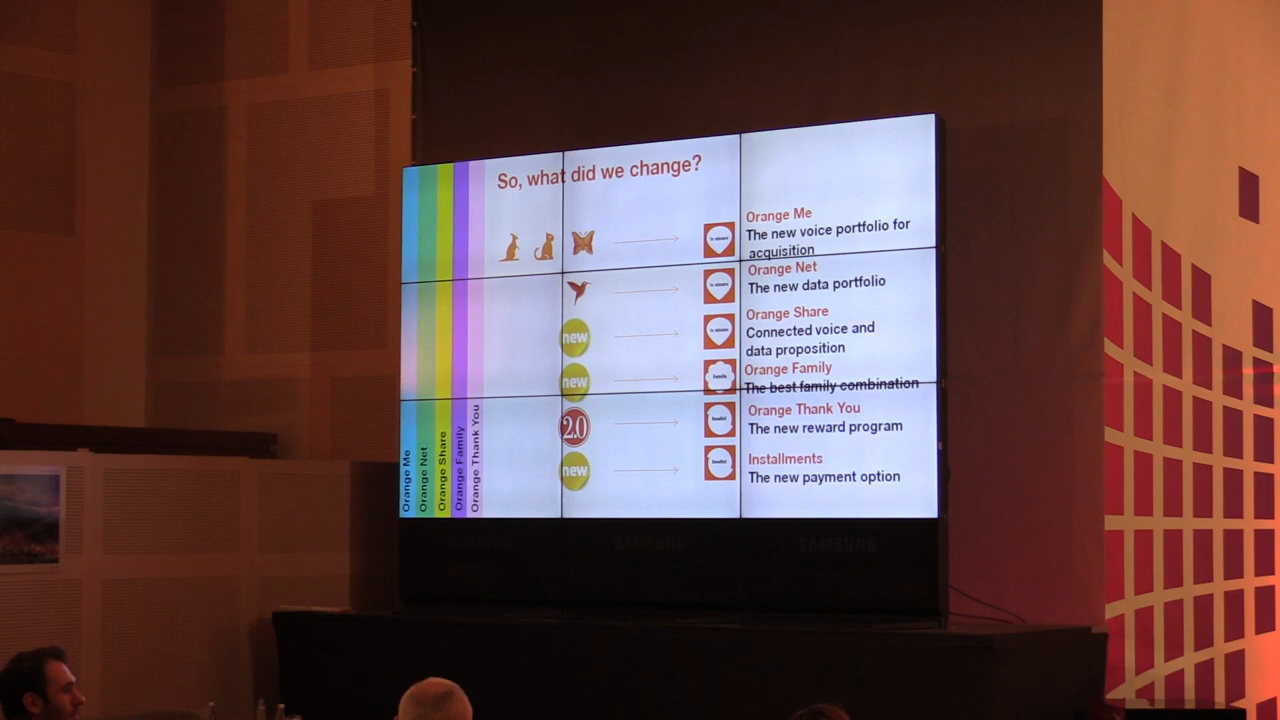 So, what did we change?
Orange Me
The new voice portfolio for
acquisition
Orange Net
The new data portfolio
new
Orange Share
Connected voice and
data proposition
new
Family
Orange Family
The best family combination
2.0
Orange Thank You
The new reward program
new
Installments
The new payment option
Orange Me
Orange Net
Orange Share
Orange Family
Orange Thank You
SAMSUNG
SAMSUNG